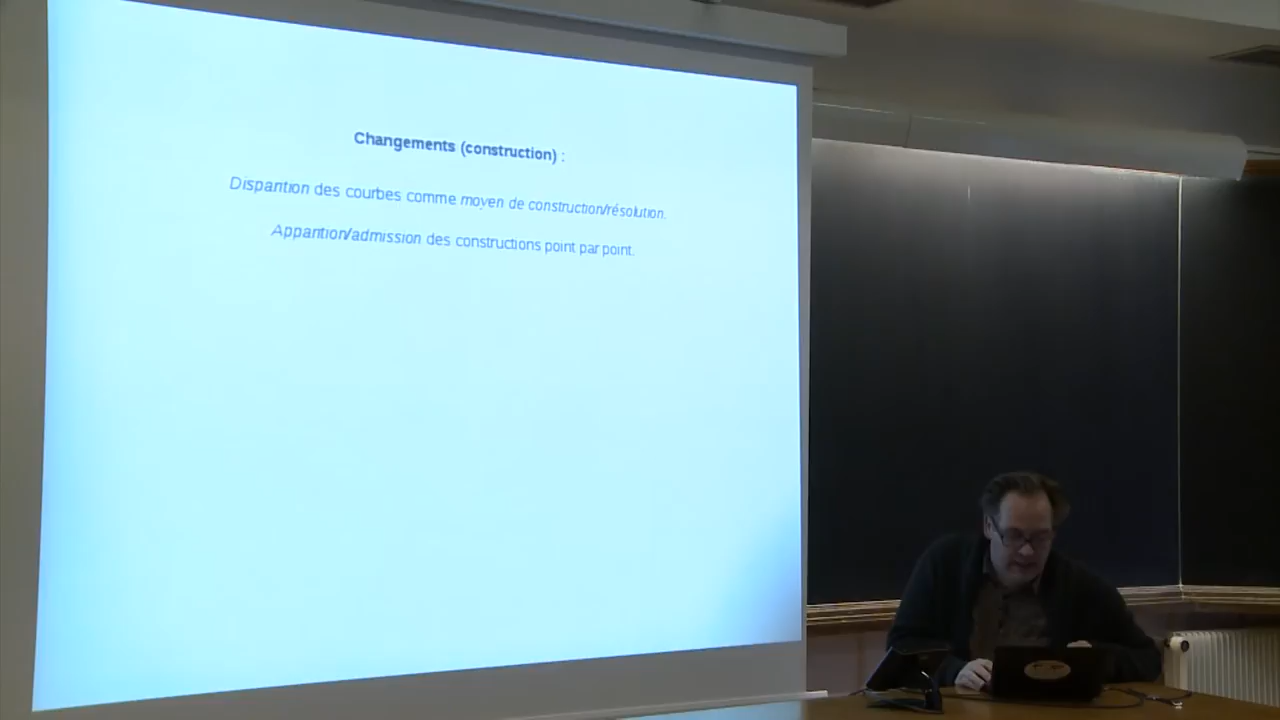 Changements (construction) :
Disparition des courbes comme moyen de construction/résolution.
Apparition/admission des constructions point par point.